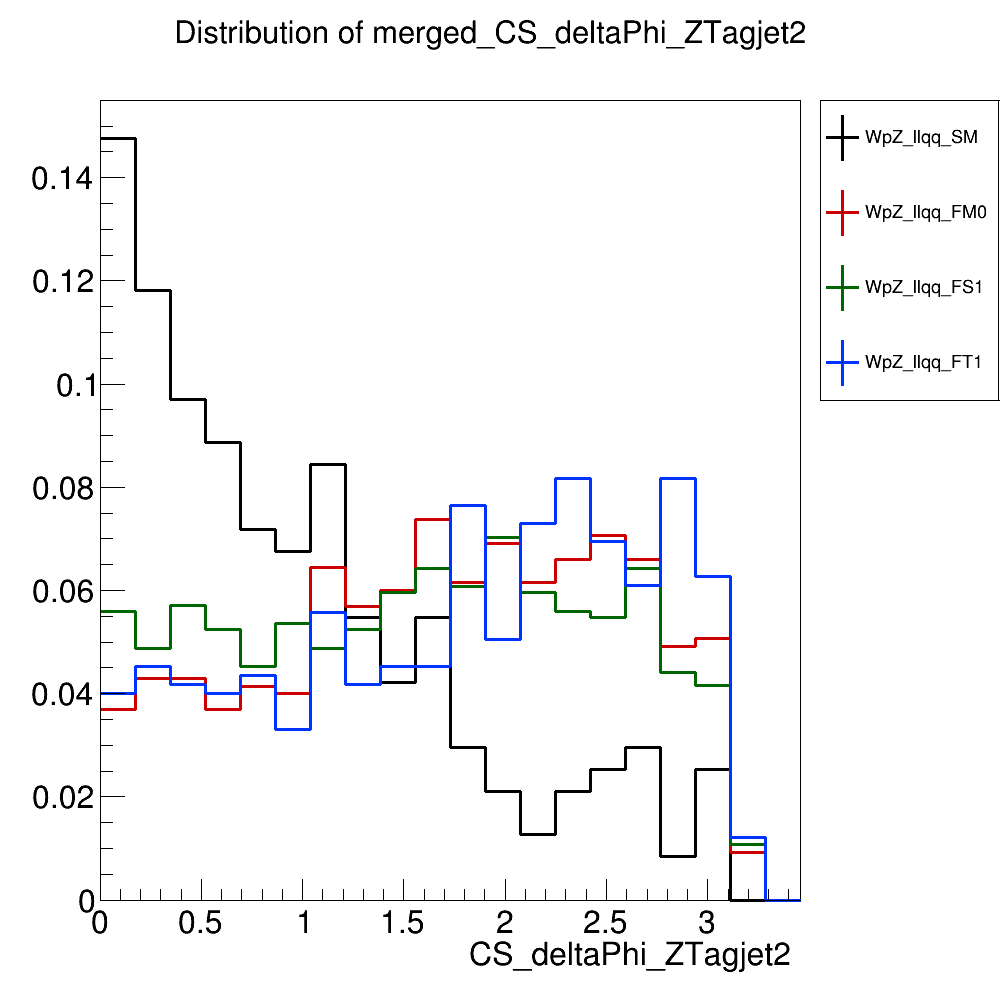 Distribution of merged_CS_deltaPhi_ZTagjet2
WpZ_llqq_SM
WpZ_llqq_FM0
WpZ_llqq_FS1
WpZ_llqq_FT1
0.14
0.12
0.1
0.08
0.06
0.04
0.02
0
0 0.5 1 1.5 2 2.5 3
CS_deltaPhi_ZTagjet2